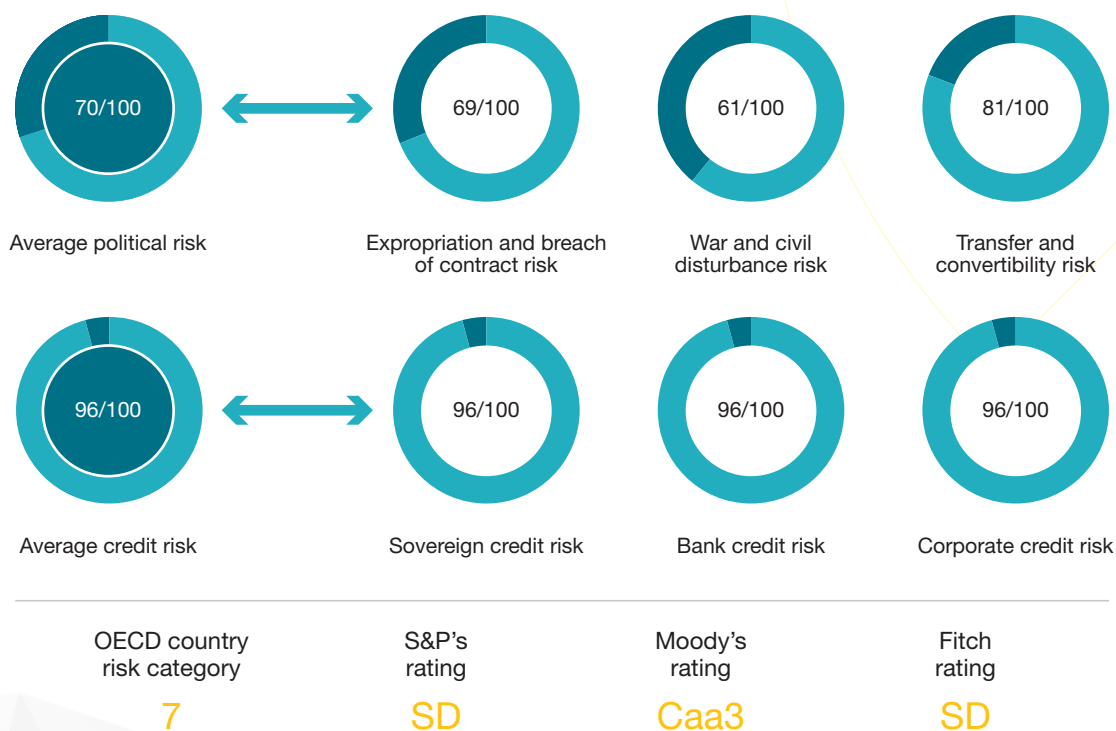 70/100
69/100
61/100
81/100
Average political risk
Expropriation and breach
of contract risk
War and civil
disturbance risk
Transfer and
convertibility risk
96/100
96/100
96/100
96/100
Average credit risk
Sovereign credit risk
Bank credit risk
Corporate credit risk
OECD country
risk category
7
S&P's
rating
SD
Moody's
rating
Caa3
Fitch
rating
SD